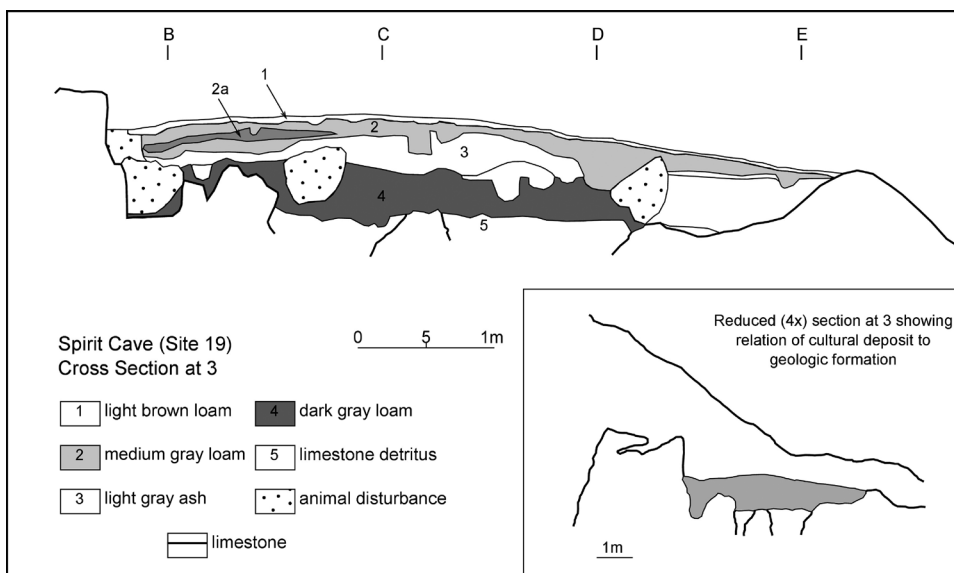 B C D E
1
2a
2
3
4
5
0 5 1m
Spirit Cave (Site 19)
Cross Section at 3
1 light brown loam
4 dark gray loam
2 medium gray loam
5 limestone detritus
3 light gray ash
animal disturbance
limestone
Reduced (4x) section at 3 showing
relation of cultural deposit to
geologic formation
1m